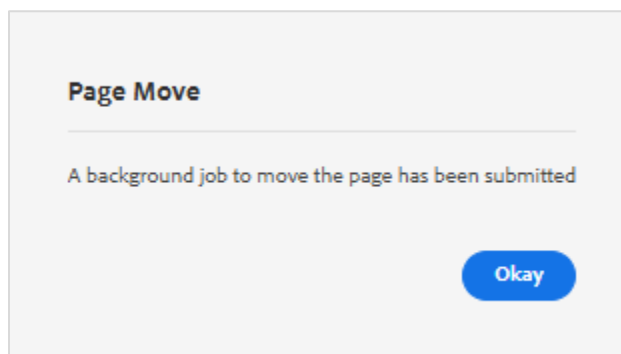 Page Move
A background job to move the page has been submitted
Okay